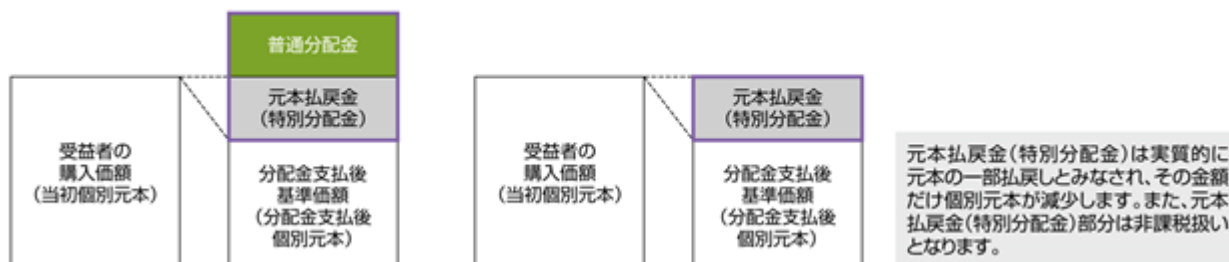 普通分配金
元本払戻金
(特別分配金)
受益者の
購入価額
(当初個別元本)
分配金支払後
基準価額
(分配金支払後
個別元本)
元本払戻金
(特別分配金)
受益者の
購入価額
(当初個別元本)
分配金支払後
基準価額
(分配金支払後
個別元本)
元本払戻金(特別分配金)は実質的に
元本の一部払戻しとみなされ、その金額
だけ個別元本が減少します。また、元本
払戻金(特別分配金)部分は非課税扱い
となります。